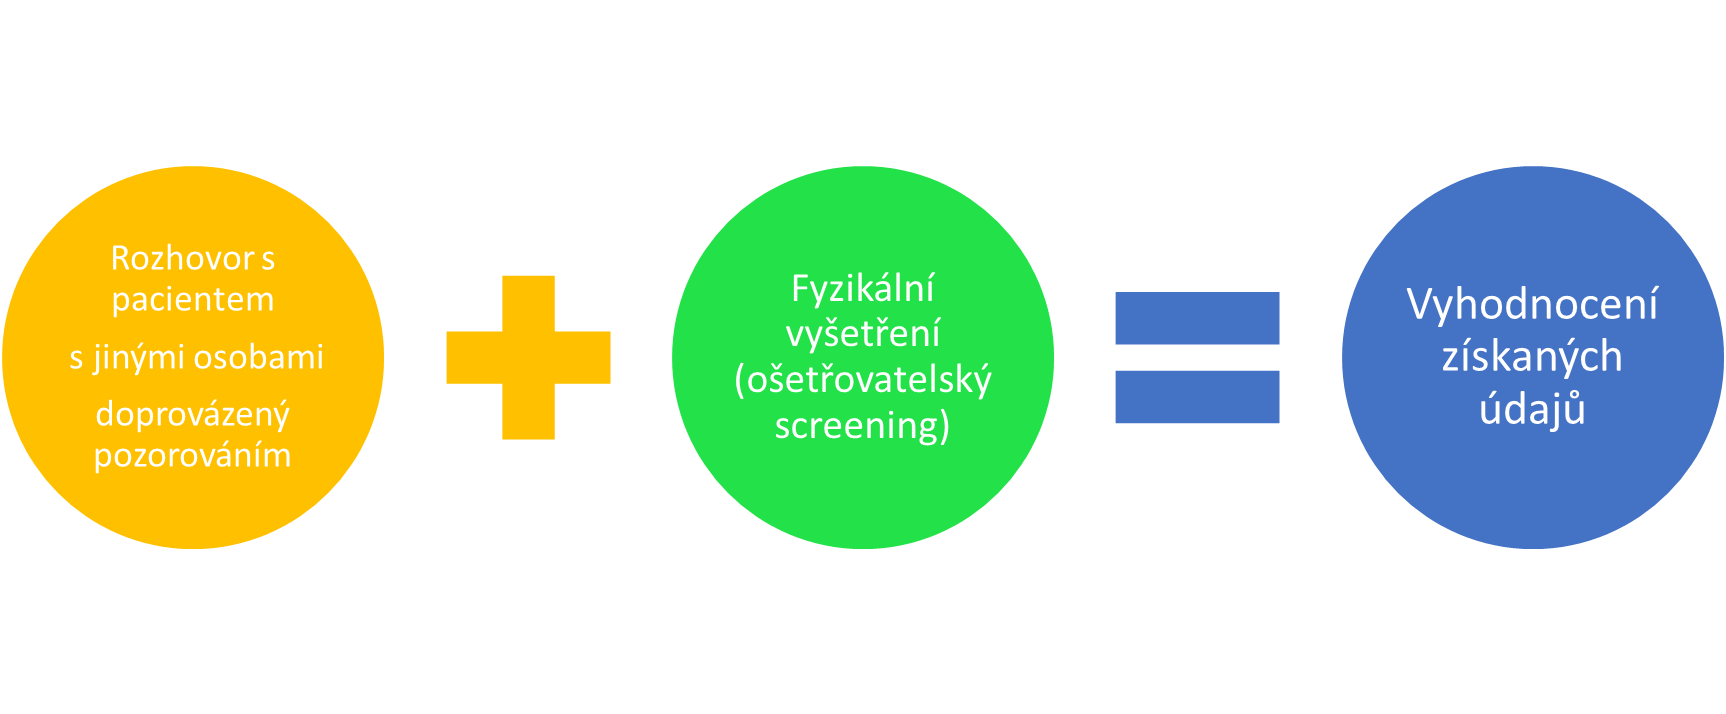 Rozhovor s
pacientem
s jinými osobami
doprovázený
pozorováním
Fyzikální
vyšetření
(ošetřovatelský
screening)
Vyhodnocení
získaných
údajů